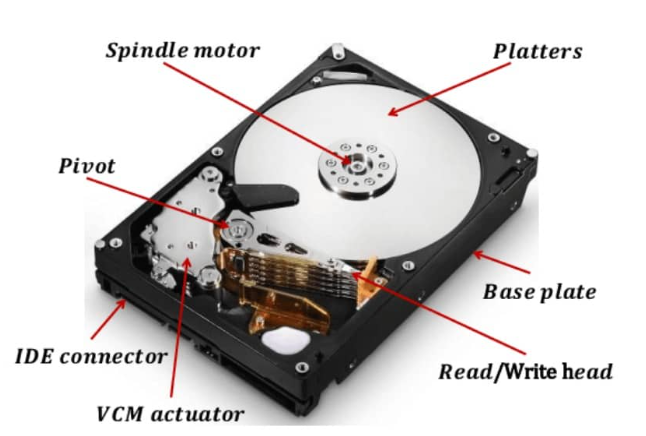 Spindle motor
Platters
Pivot
Base plate
IDE connector
Read/Write head
VCM actuator